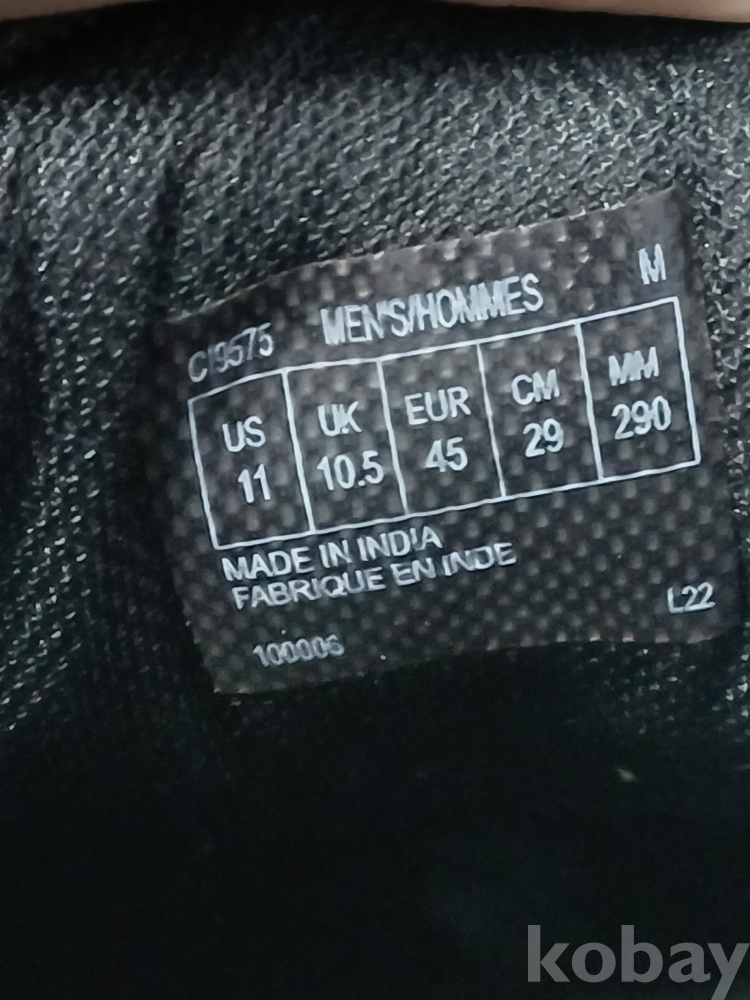 CI9575 MEN'S/HOMMES M
US UK EUR CM MM
11 10.5 45 29 290
MADE IN INDIA
FABRIQUE EN INDE
100006 L22
kobay